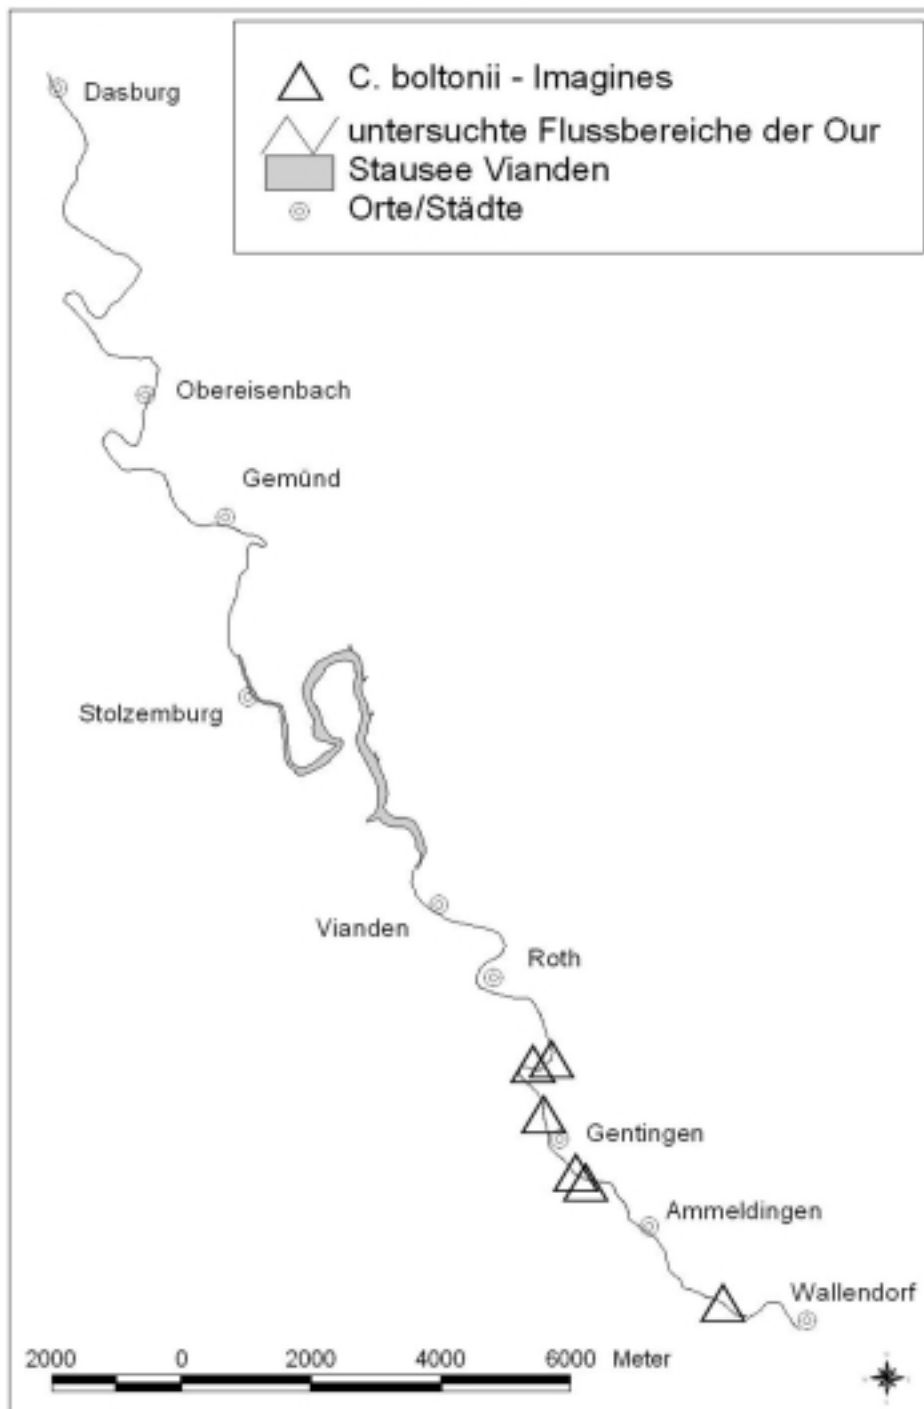 C. boltonii - Imagines
untersuchte Flussbereiche der Our
Stausee Vianden
Orte/Städte
Dasburg
Obereisenbach
Gemünd
Stolzemburg
Vianden
Roth
Gentingen
Ammeldingen
Wallendorf
2000 0 2000 4000 6000 Meter